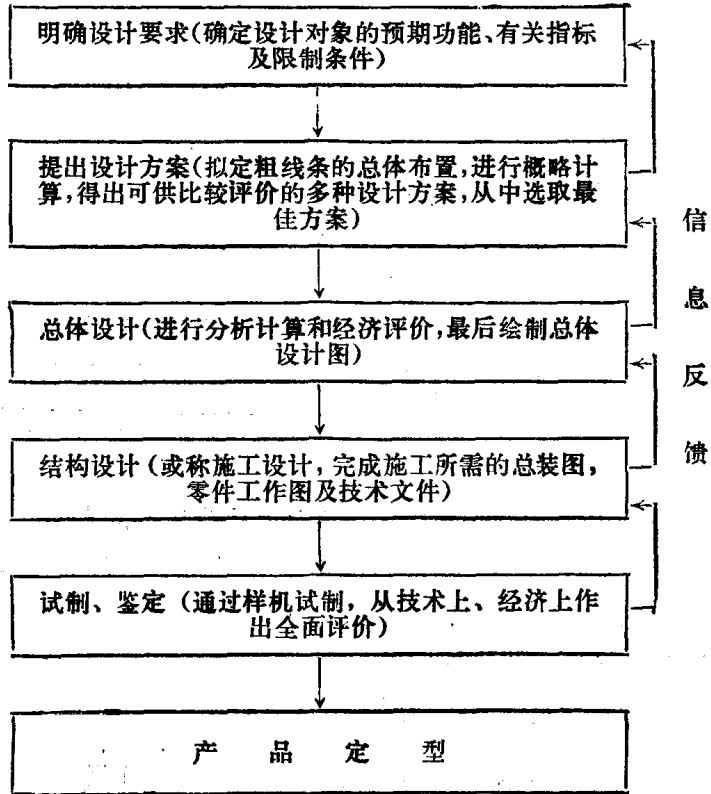 明确设计要求(确定设计对象的预期功能、有关指标
及限制条件)
提出设计方案(拟定粗线条的总体布置,进行概略计
算,得出可供比较评价的多种设计方案,从中选取最
佳方案)
总体设计(进行分析计算和经济评价,最后绘制总体
设计图)
结构设计(或称施工设计,完成施工所需的总装图,
零件工作图及技术文件)
试制、鉴定(通过样机试制,从技术上、经济上作
出全面评价)
产品定型
信
息
反
馈